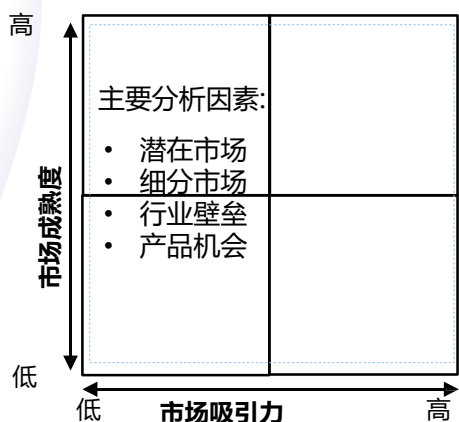 高
主要分析因素:
• 潜在市场
• 细分市场
• 行业壁垒
• 产品机会
市场成熟度
低
低
市场吸引力
高